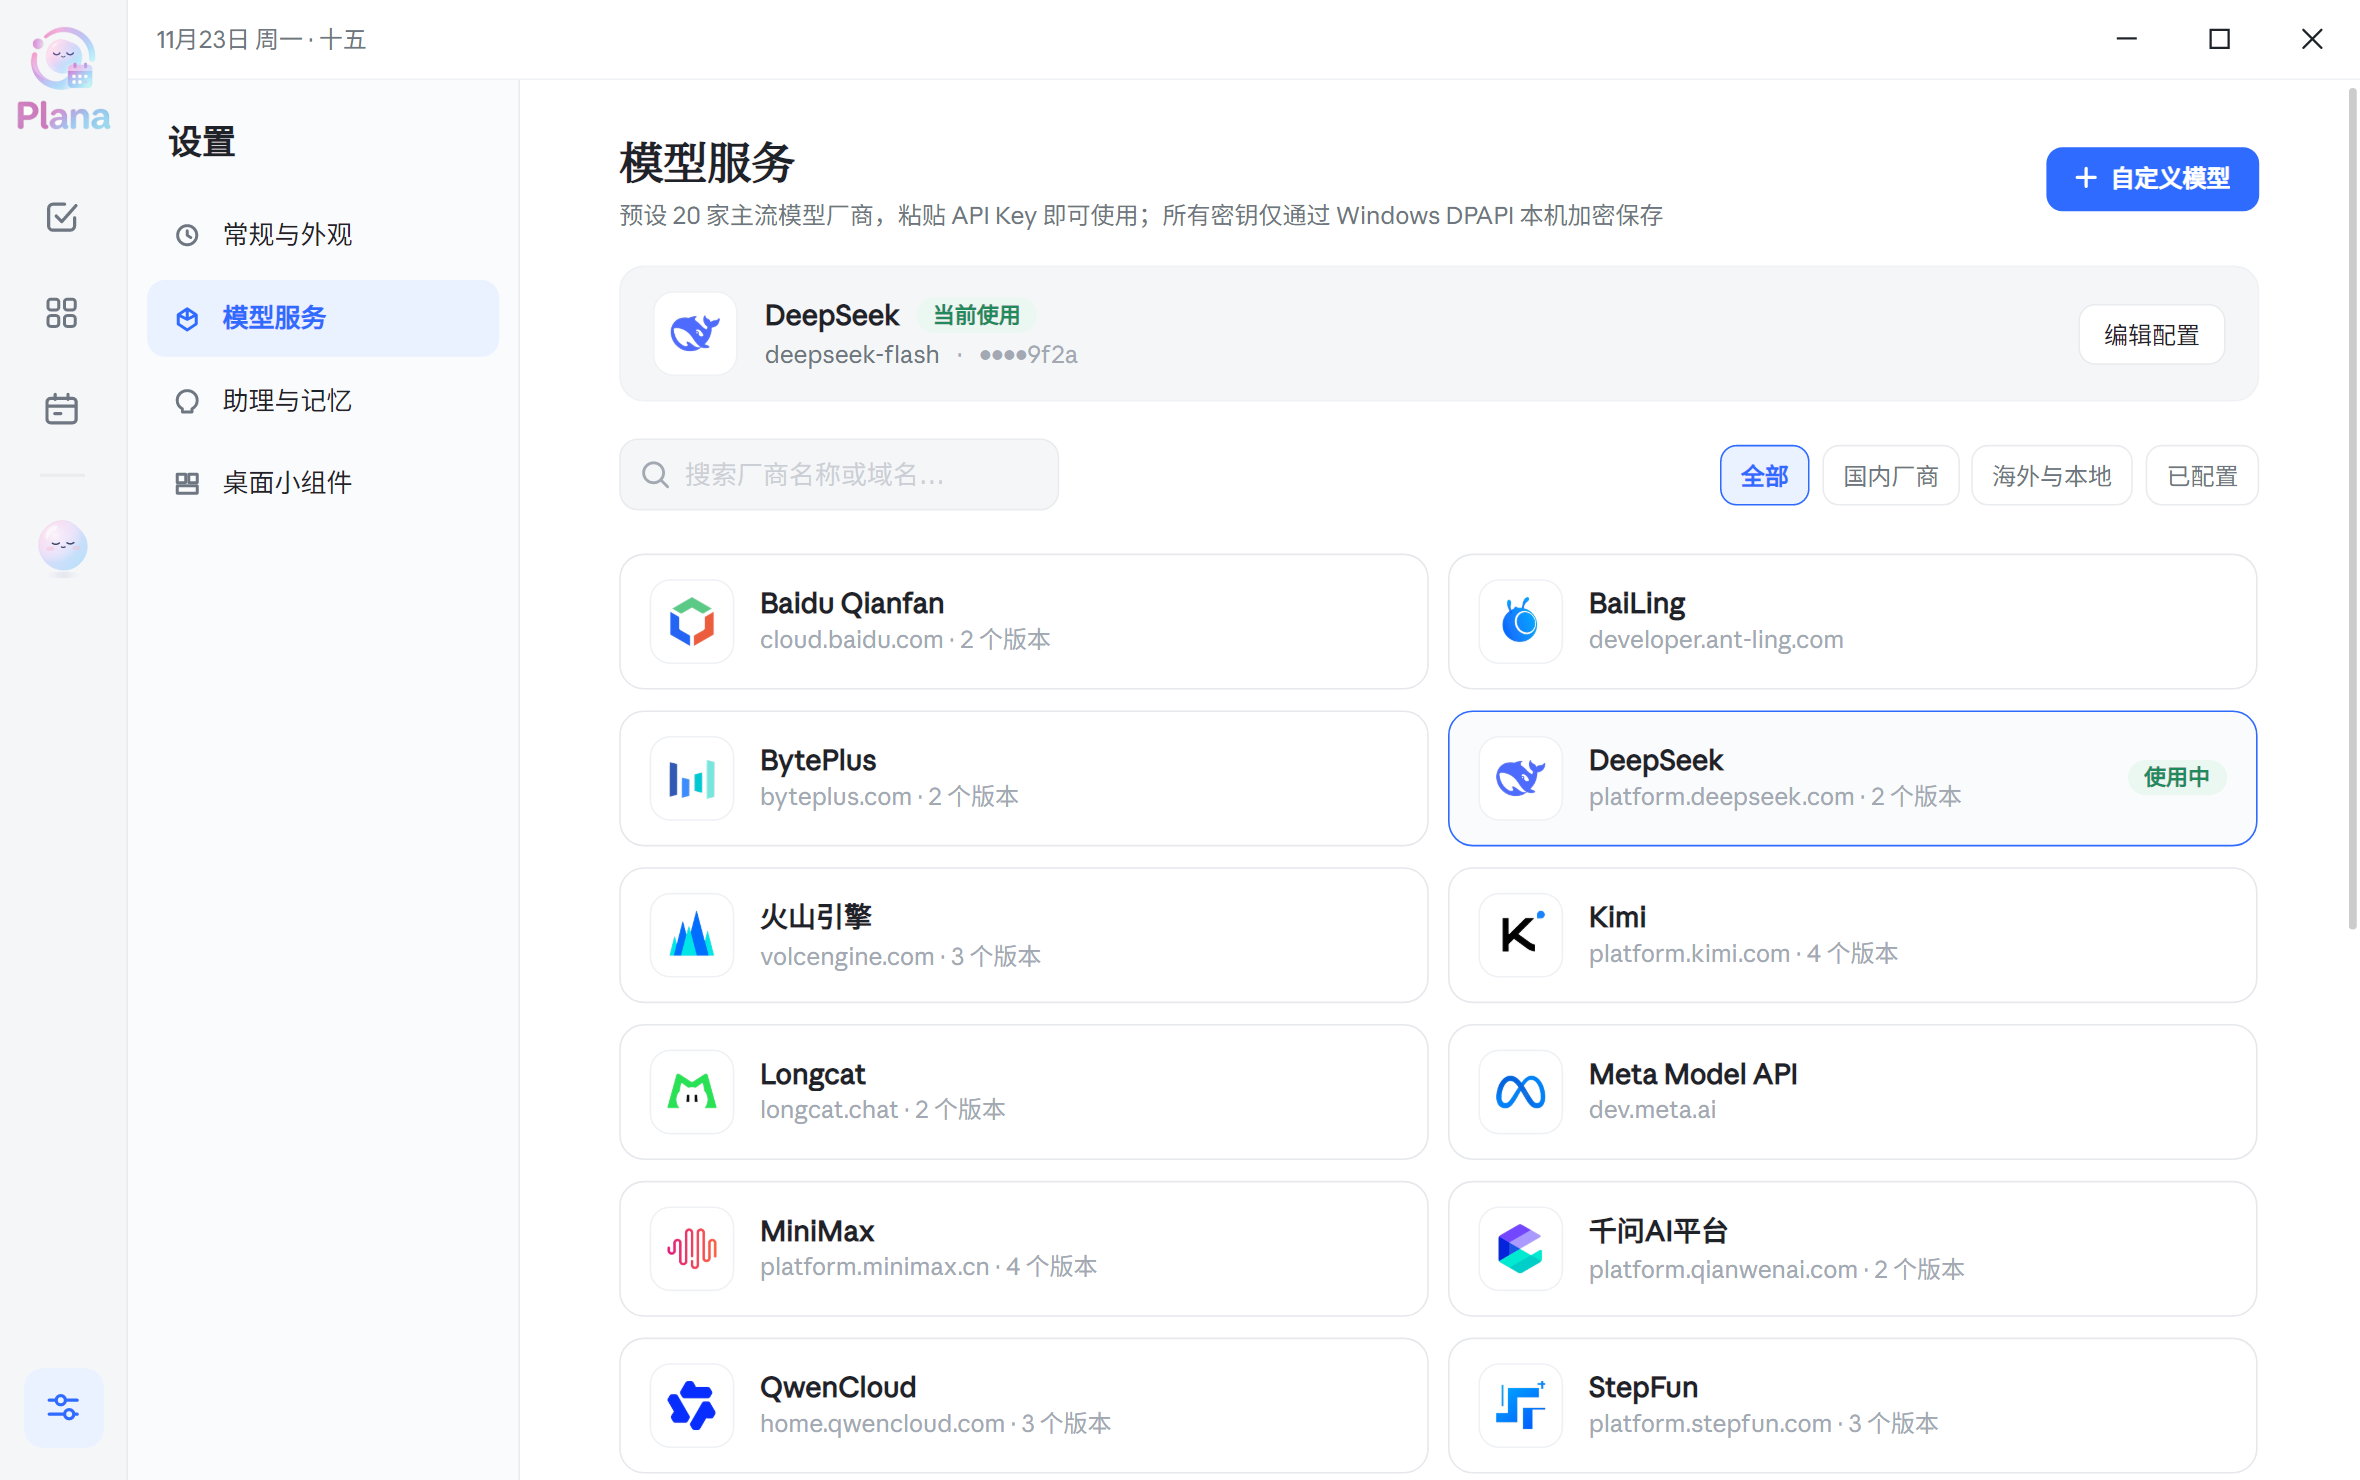 Plana
11月23日 周一 · 十五
设置
常规与外观
模型服务
助理与记忆
桌面小组件
模型服务
预设 20 家主流模型厂商，粘贴 API Key 即可使用；所有密钥仅通过 Windows DPAPI 本机加密保存
自定义模型
DeepSeek 当前使用
deepseek-flash · ●●●●9f2a
编辑配置
搜索厂商名称或域名...
全部
国内厂商
海外与本地
已配置
Baidu Qianfan
cloud.baidu.com · 2 个版本
BaiLing
developer.ant-ling.com
BytePlus
byteplus.com · 2 个版本
DeepSeek
platform.deepseek.com · 2 个版本
使用中
火山引擎
volcengine.com · 3 个版本
Kimi
platform.kimi.com · 4 个版本
Longcat
longcat.chat · 2 个版本
Meta Model API
dev.meta.ai
MiniMax
platform.minimax.cn · 4 个版本
千问AI平台
platform.qianwenai.com · 2 个版本
QwenCloud
home.qwencloud.com · 3 个版本
StepFun
platform.stepfun.com · 3 个版本